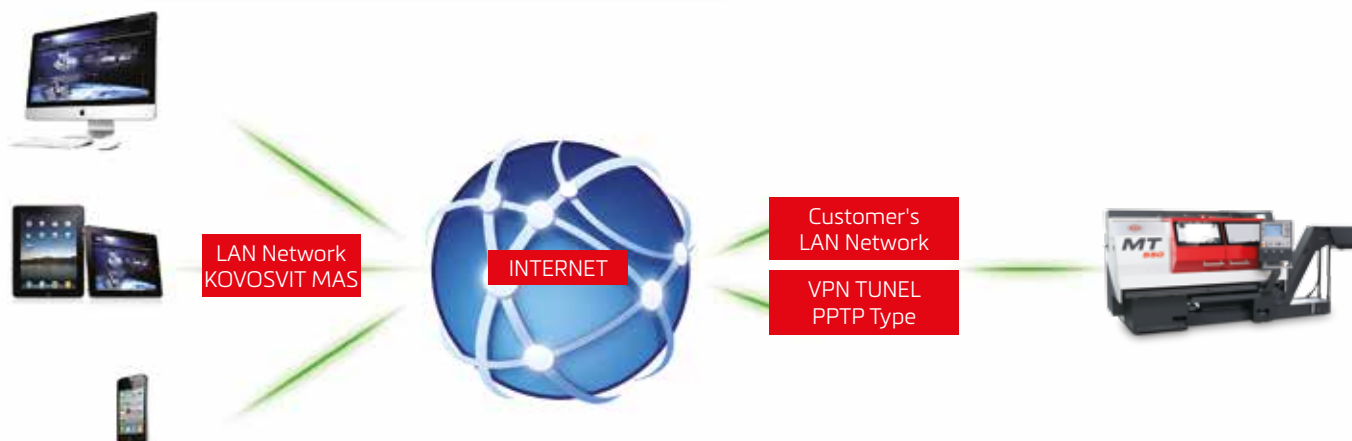 LAN Network
KOVOSVIT MAS
INTERNET
Customer's
LAN Network
VPN TUNEL
PPTP Type
MT